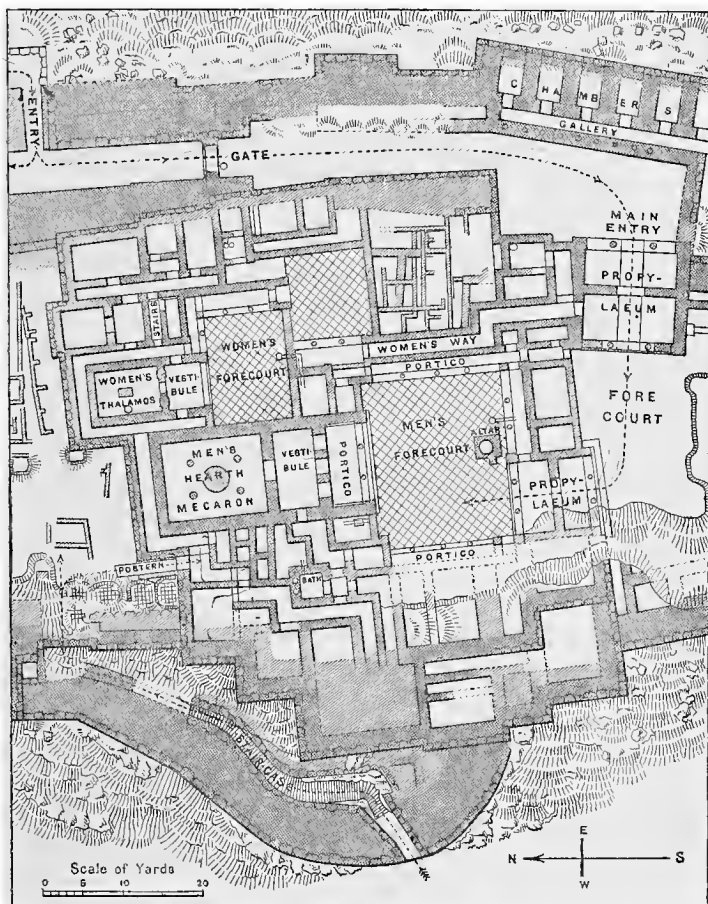 C HA MB ER S
GALLERY
ENTRY
GATE
MAIN
ENTRY
PROPY-
LAEUM
STAIRS
WOMEN'S
FORECOURT
WOMEN'S WAY
PORTICO
WOMEN'S
THALAMOS
VESTI
BULE
FORE
COURT
MEN'S
FORECOURT
ALTAR
MEN'S
HEARTH
MECARON
VESTI
BULE
PORTICO
PROPY-
LAEUM
PORTICO
POSTERN
BATH
STAIRCAS
Scale of Yards
0 5 10 20
E
N S
W